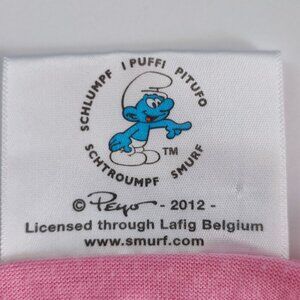 SCHLUMPF I PUFFI PITUFO
SCHTROUMPF SMURF
TM
© Peyo - 2012 -
Licensed through Lafig Belgium
www.smurf.com